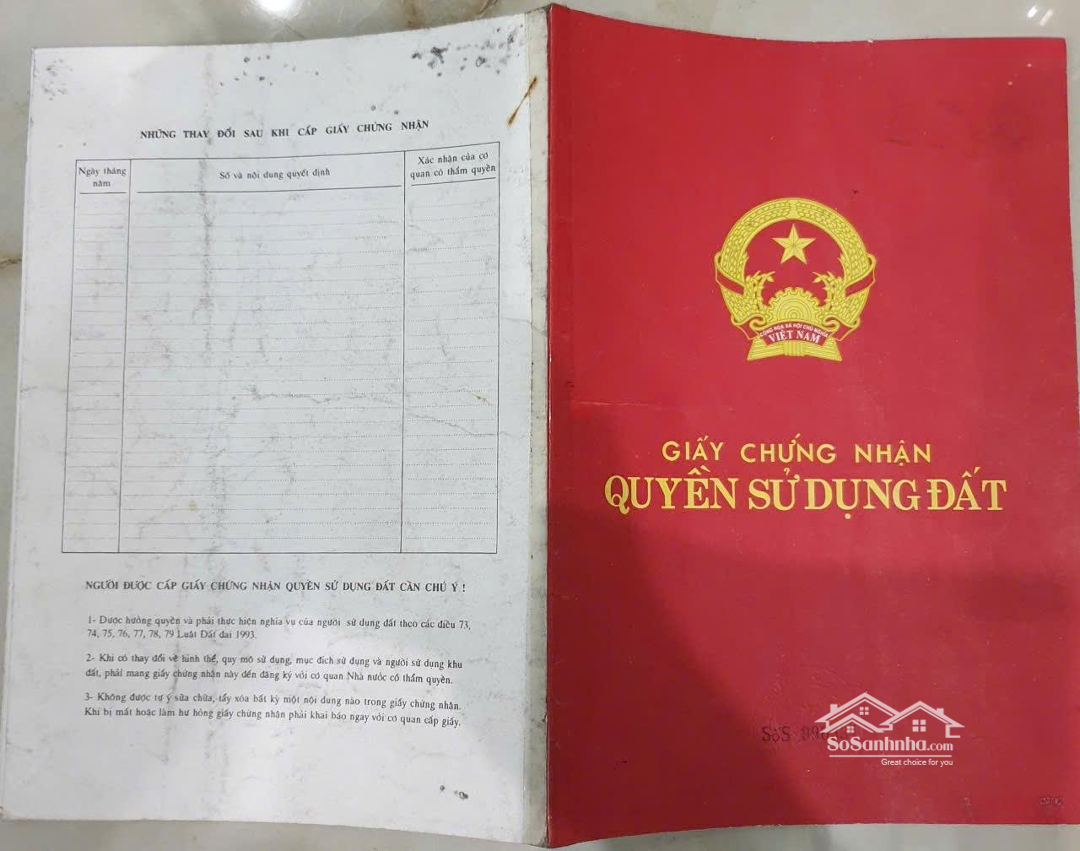 NHỮNG THAY ĐỔI SAU KHI CẤP GIẤY CHỨNG NHẬN
Ngày tháng năm
Số và nội dung quyết định
Xác nhận của cơ quan có thẩm quyền
NGƯỜI ĐƯỢC CẤP GIẤY CHỨNG NHẬN QUYỀN SỬ DỤNG ĐẤT CẦN CHÚ Ý !
1- Được hưởng quyền và phải thực hiện nghĩa vụ của người sử dụng đất theo các điều 73,
74, 75, 76, 77, 78, 79 Luật Đất đai 1993.
2- Khi có thay đổi về hình thể, quy mô sử dụng, mục đích sử dụng và người sử dụng khu
đất, phải mang giấy chứng nhận này đến đăng ký với cơ quan Nhà nước có thẩm quyền.
3- Không được tự ý sửa chữa, tẩy xóa bất kỳ một nội dung nào trong giấy chứng nhận.
Khi bị mất hoặc làm hư hỏng giấy chứng nhận phải khai báo ngay với cơ quan cấp giấy.
CỘNG HÒA XÃ HỘI CHỦ NGHĨA
VIỆT NAM
GIẤY CHỨNG NHẬN
QUYỀN SỬ DỤNG ĐẤT
SoSanhnha.com
Great choice for you